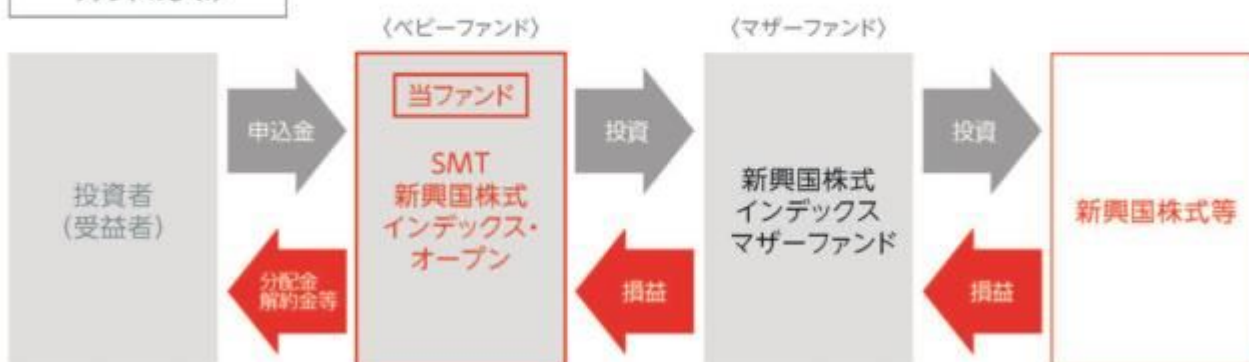 〈ベビーファンド〉
〈マザーファンド〉
投資者
(受益者)
申込金
分配金
解約金等
当ファンド
SMT
新興国株式
インデックス・
オープン
投資
損益
新興国株式
インデックス
マザーファンド
投資
損益
新興国株式等